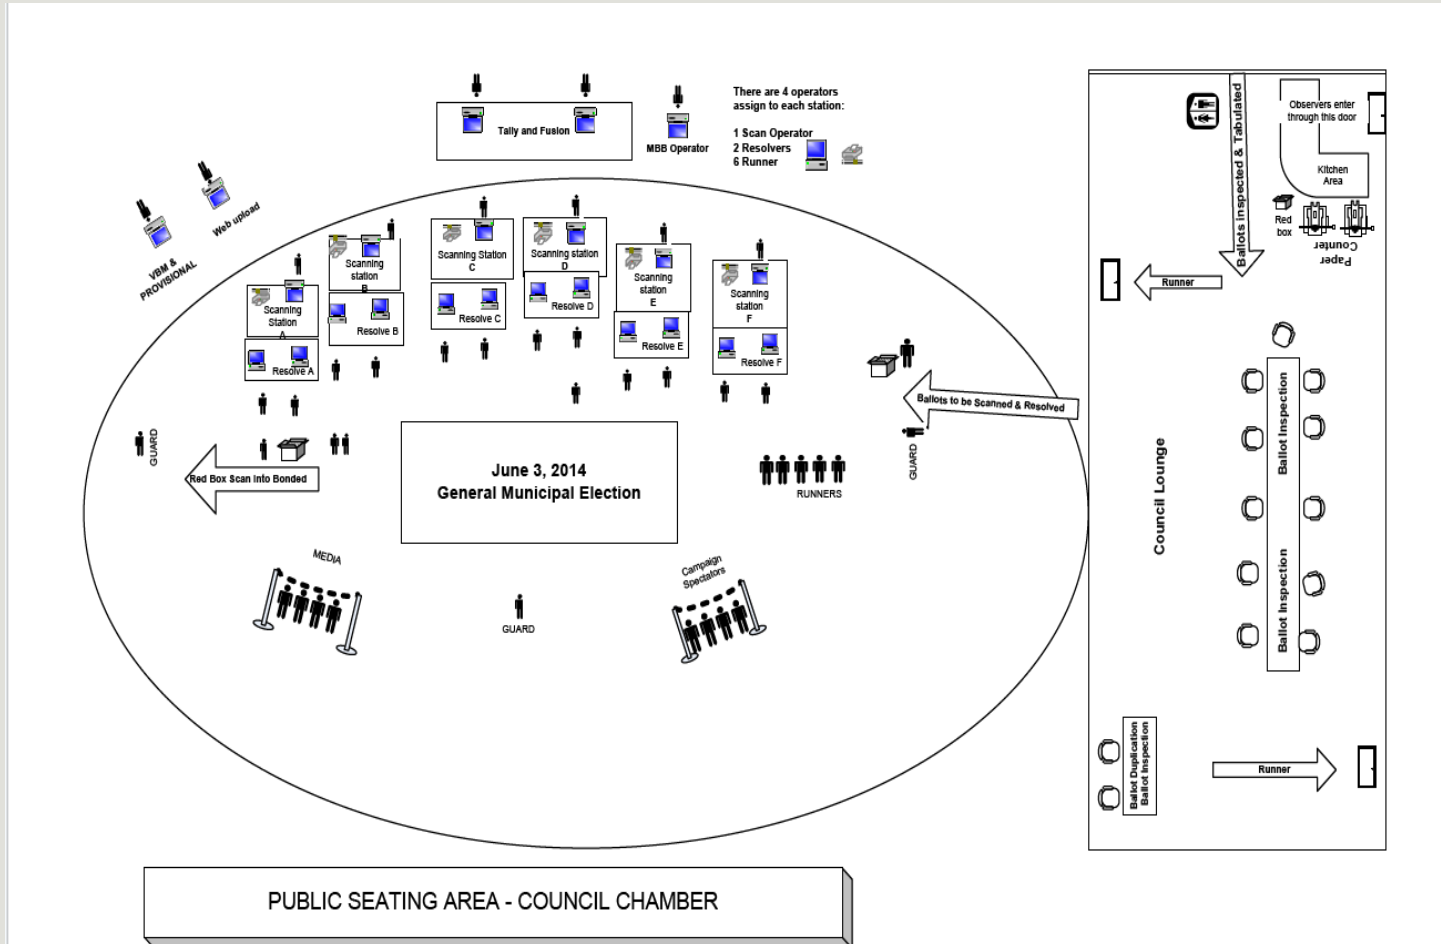 There are 4 operators
assign to each station:
1 Scan Operator
2 Resolvers
6 Runner
Tally and Fusion
MBB Operator
Web upload
VBM &
PROVISIONAL
Scanning
Station
A
Resolve A
Scanning
station
B
Resolve B
Scanning Station
C
Resolve C
Scanning station
D
Resolve D
Scanning
station
E
Resolve E
Scanning
station
F
Resolve F
GUARD
Red Box Scan Into Bonded
June 3, 2014
General Municipal Election
RUNNERS
Ballots to be Scanned & Resolved
GUARD
MEDIA
GUARD
Campaign
Spectators
PUBLIC SEATING AREA - COUNCIL CHAMBER
Ballots inspected & Tabulated
Observers enter
through this door
Kitchen
Area
Red
box
Paper
Counter
Runner
Council Lounge
Ballot Inspection
Ballot Inspection
Ballot Duplication
Ballot Inspection
Runner